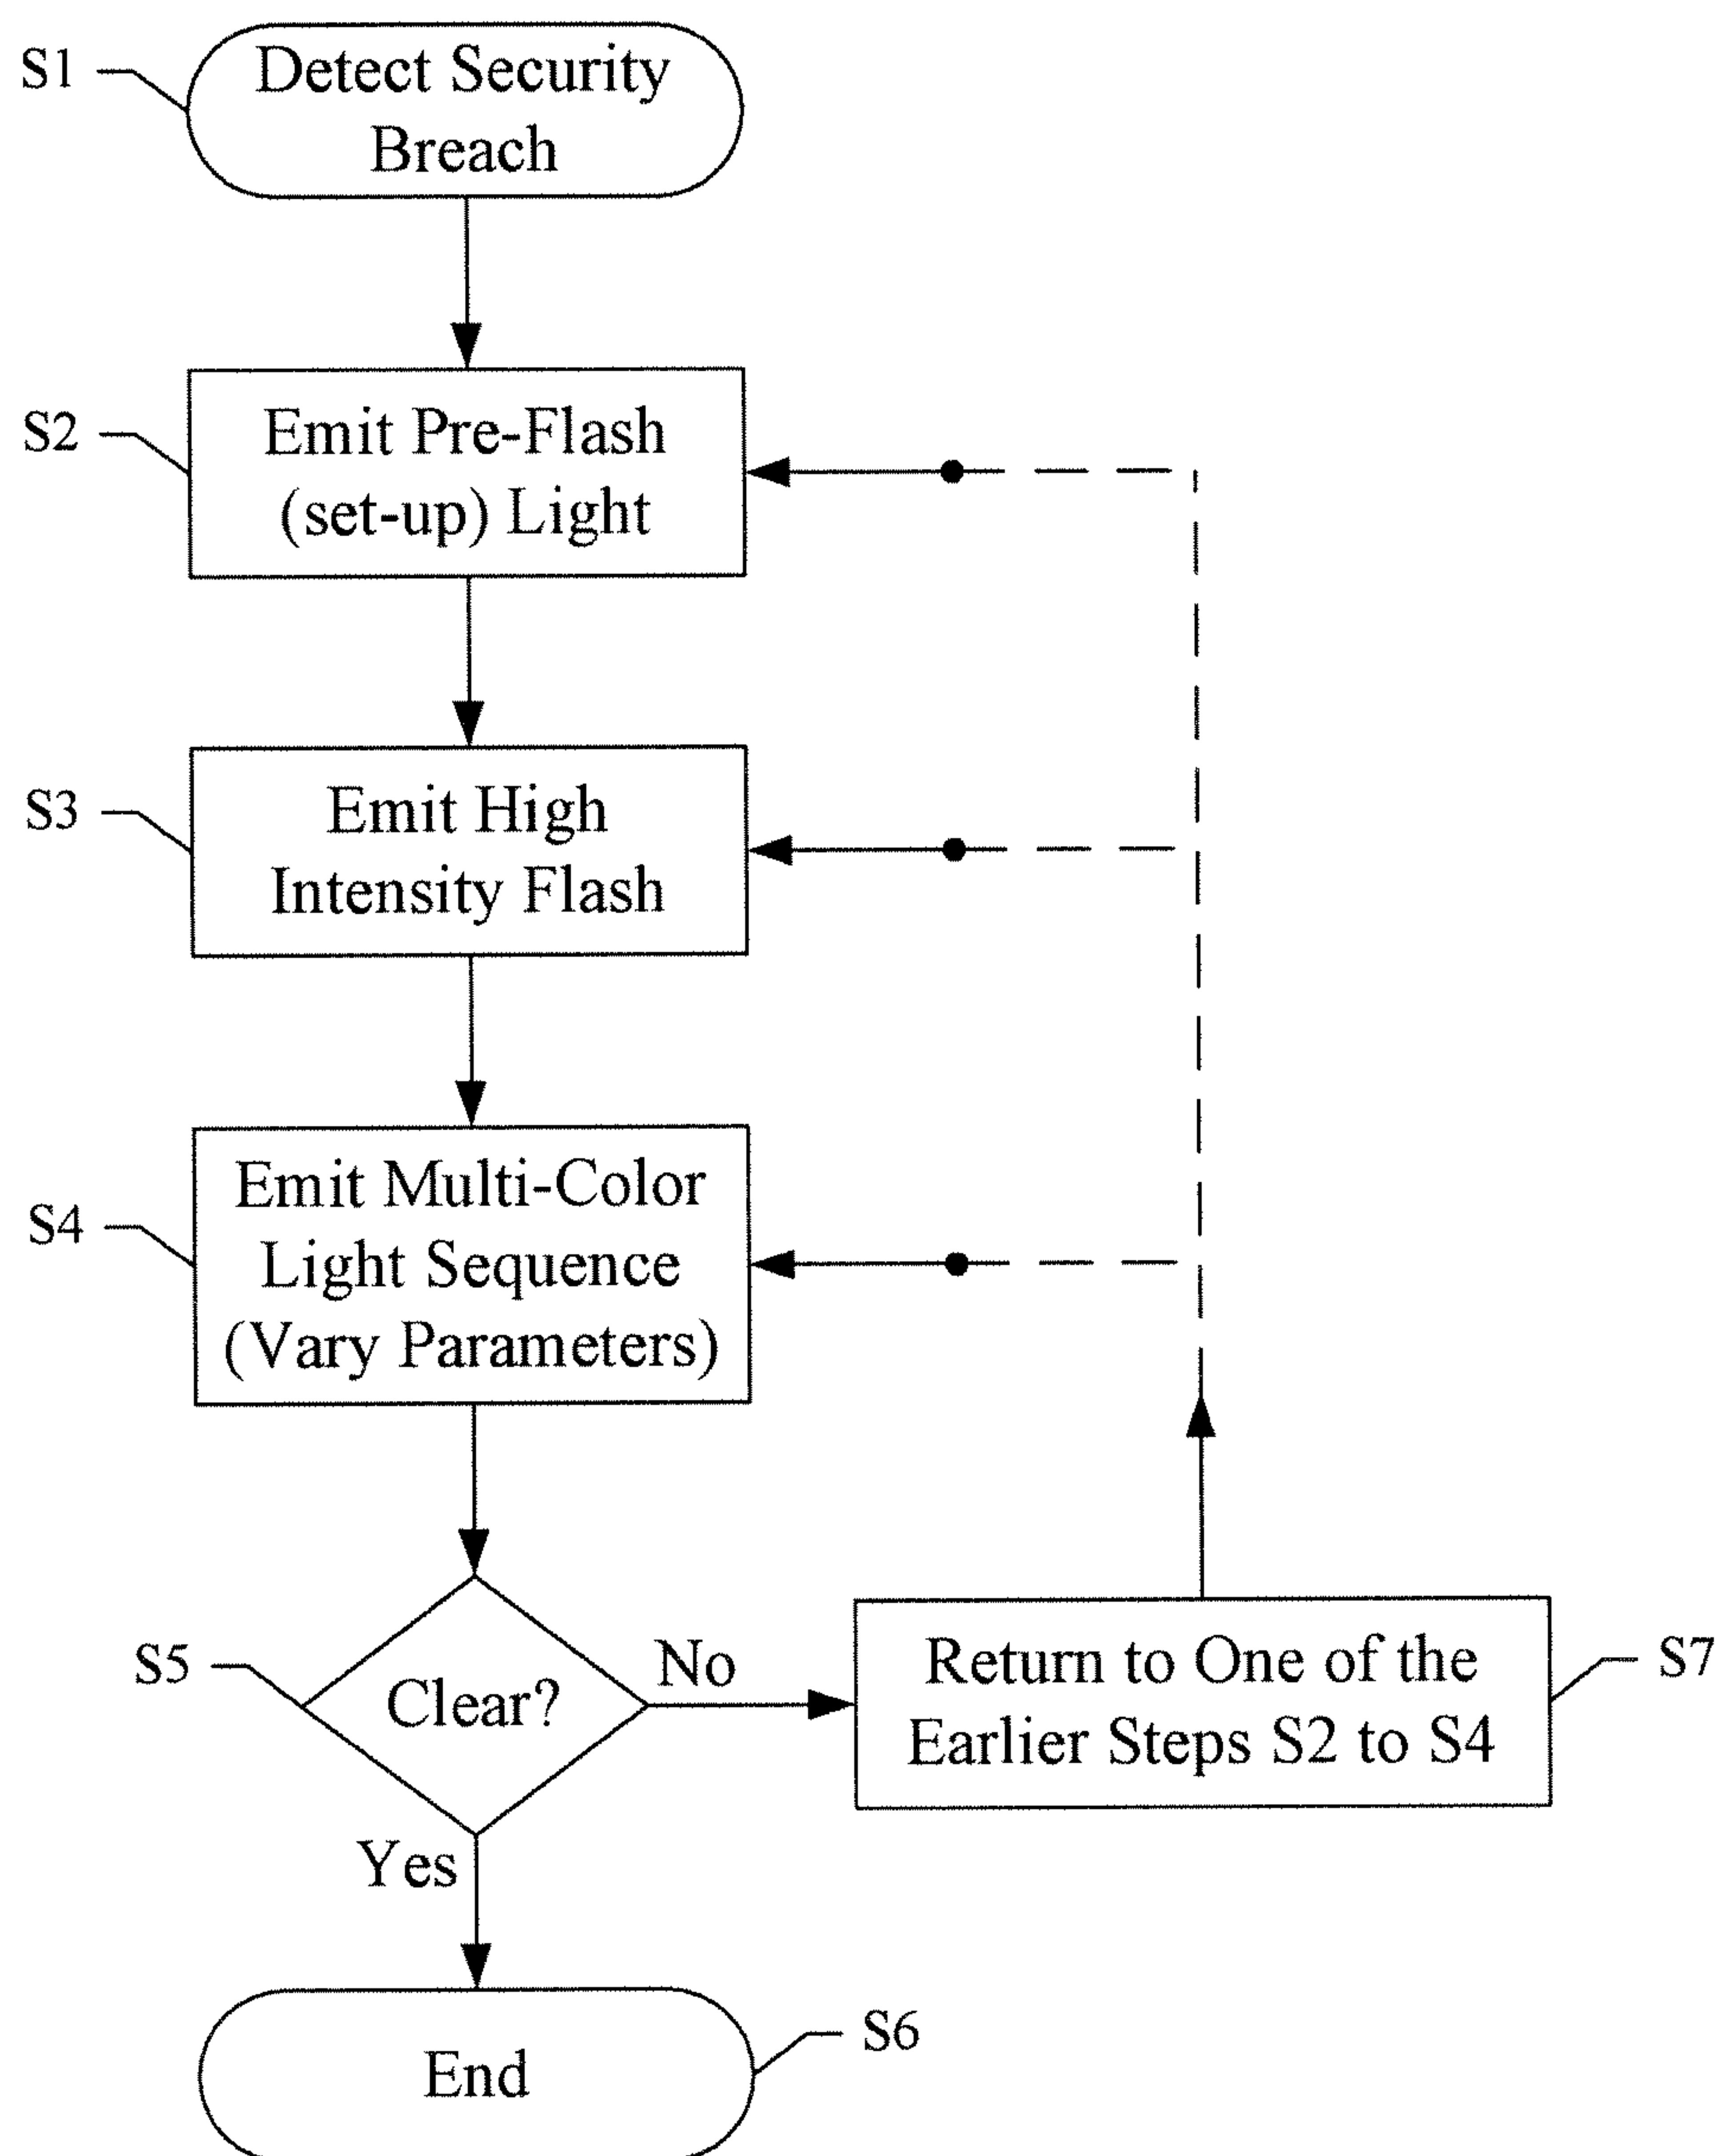 S1
Detect Security
Breach
S2
Emit Pre-Flash
(set-up) Light
S3
Emit High
Intensity Flash
S4
Emit Multi-Color
Light Sequence
(Vary Parameters)
S5
Clear?
No
Return to One of the
Earlier Steps S2 to S4
S7
Yes
End
S6